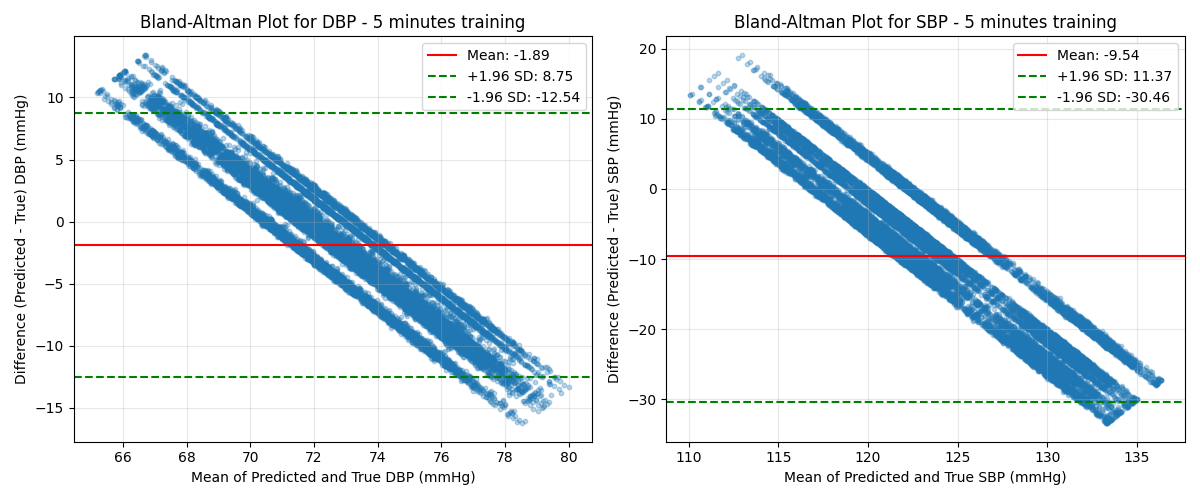 Bland-Altman Plot for DBP - 5 minutes training
Difference (Predicted - True) DBP (mmHg)
10
5
0
−5
−10
−15
Mean: -1.89
+1.96 SD: 8.75
-1.96 SD: -12.54
66 68 70 72 74 76 78 80
Mean of Predicted and True DBP (mmHg)
Bland-Altman Plot for SBP - 5 minutes training
Difference (Predicted - True) SBP (mmHg)
20
10
0
−10
−20
−30
Mean: -9.54
+1.96 SD: 11.37
-1.96 SD: -30.46
110 115 120 125 130 135
Mean of Predicted and True SBP (mmHg)